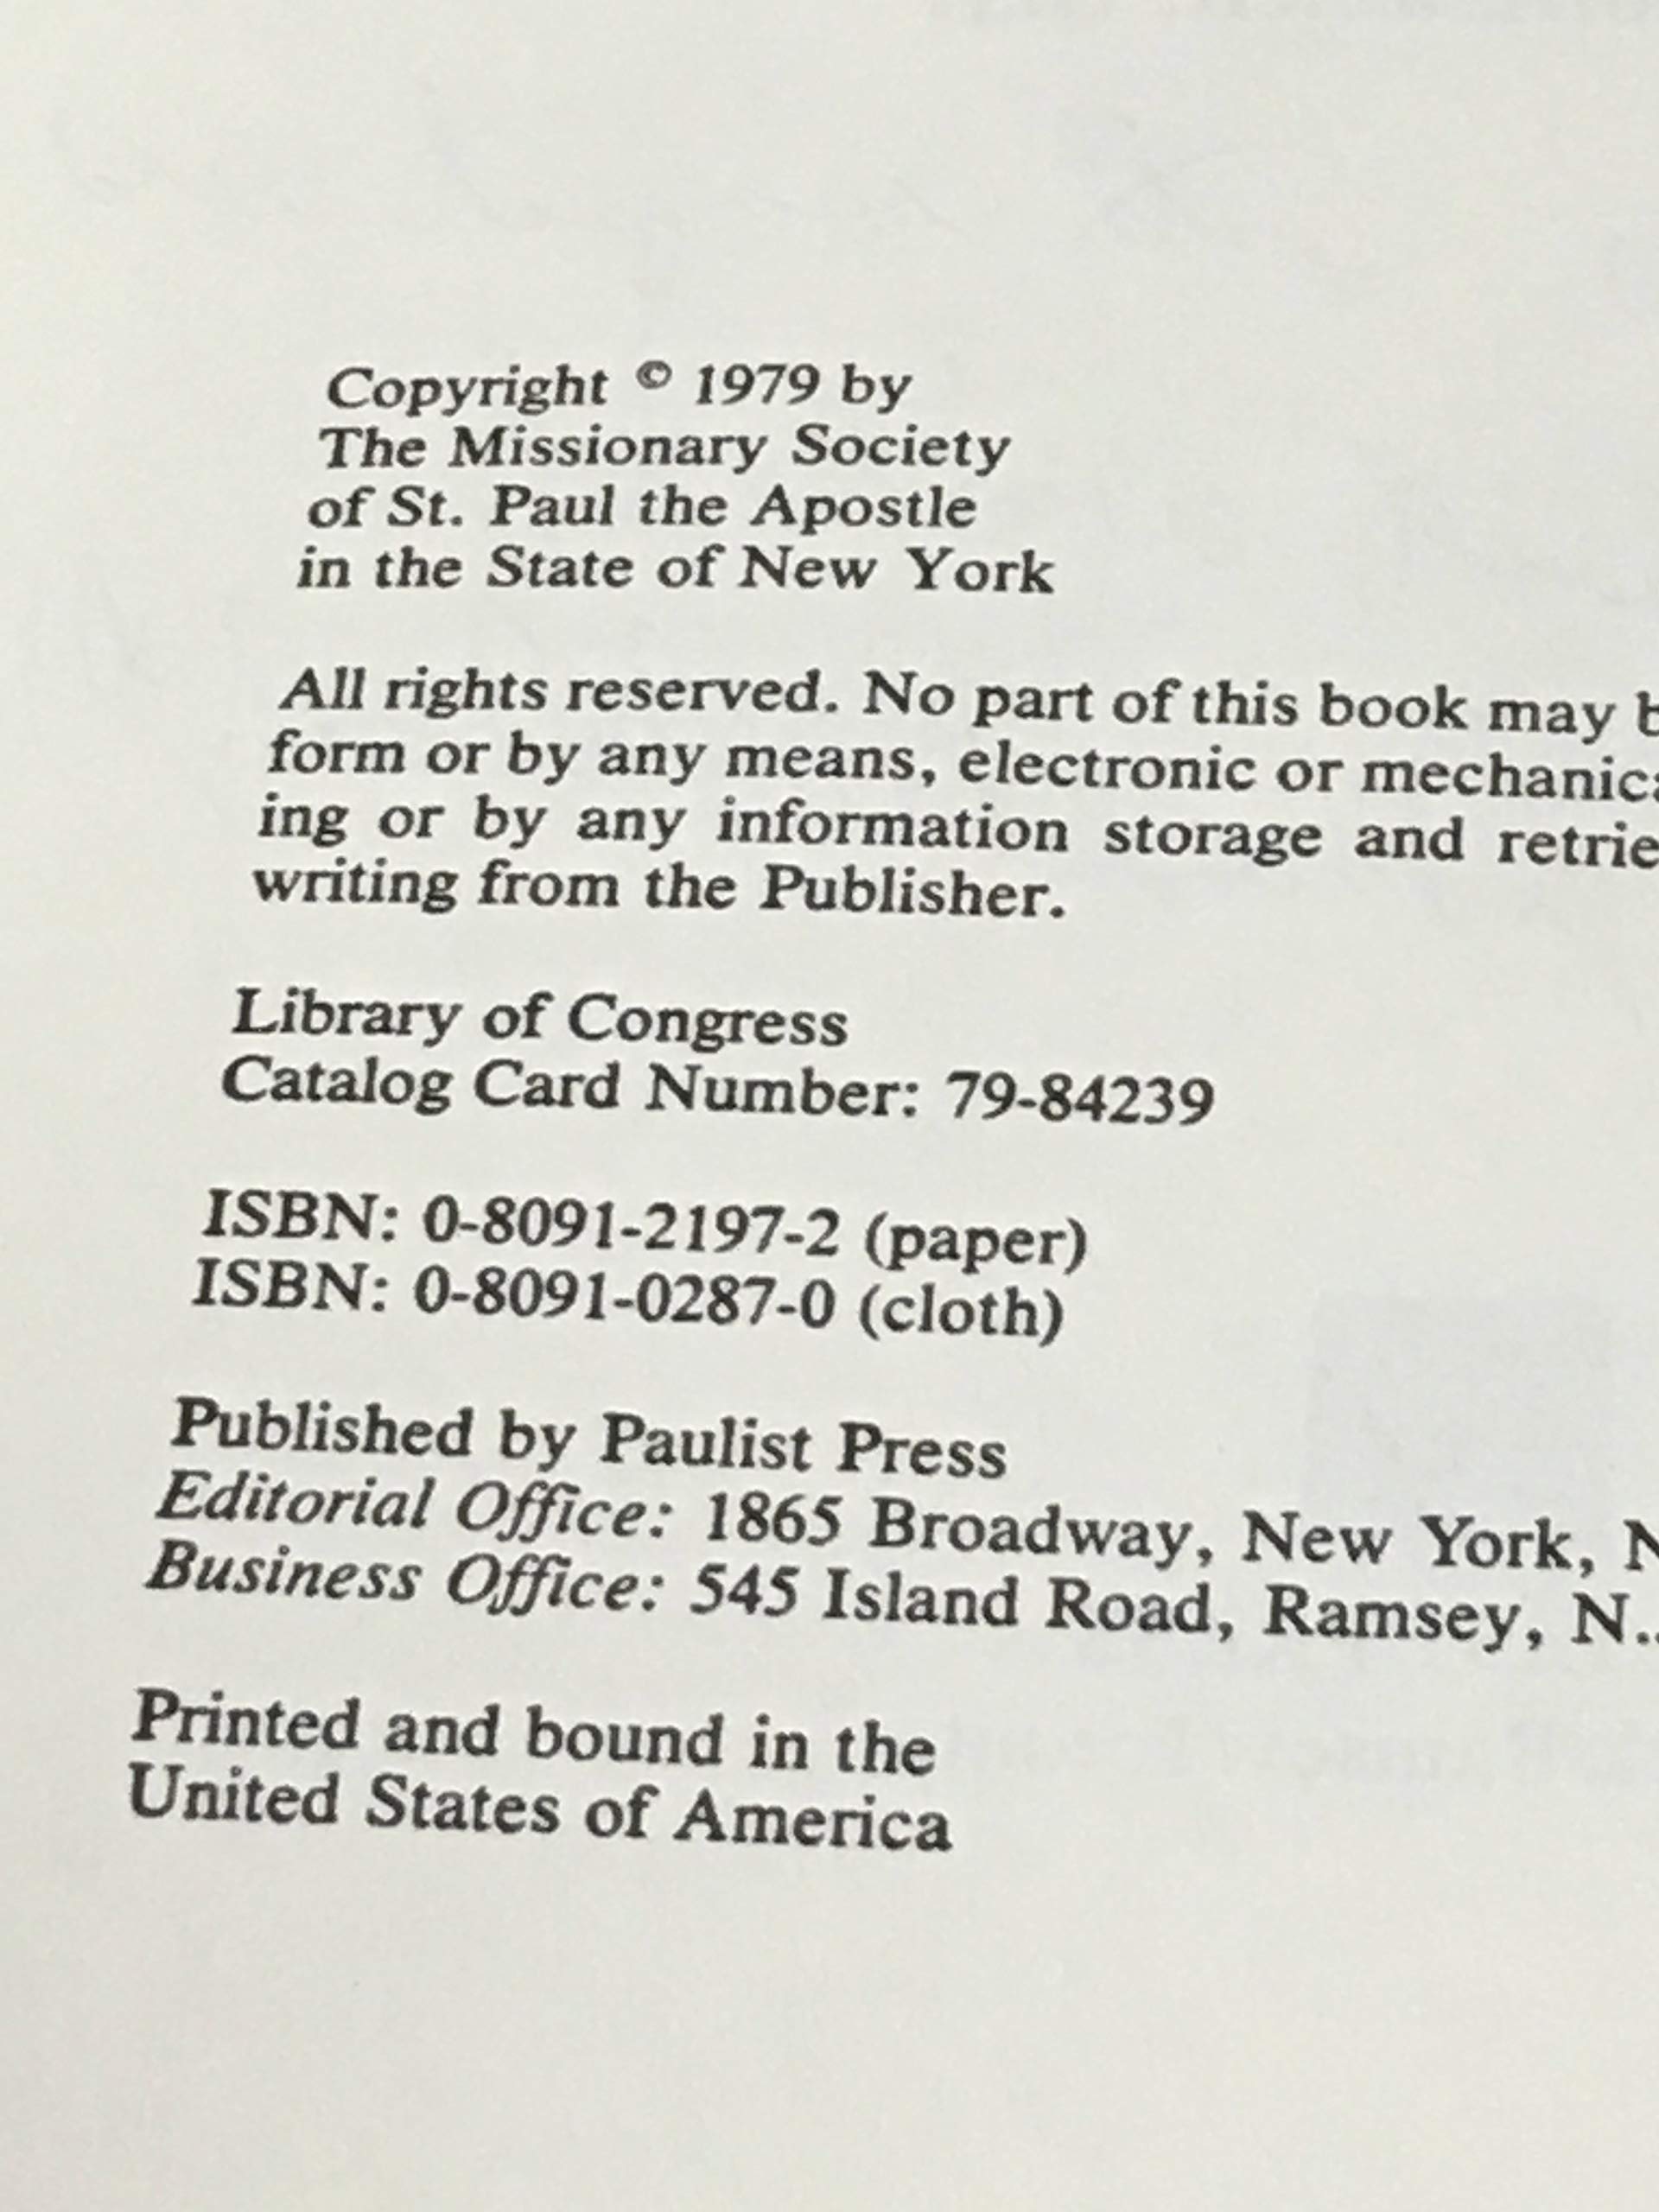 Copyright © 1979 by
The Missionary Society
of St. Paul the Apostle
in the State of New York
All rights reserved. No part of this book may b
form or by any means, electronic or mechanica
ing or by any information storage and retrie
writing from the Publisher.
Library of Congress
Catalog Card Number: 79-84239
ISBN: 0-8091-2197-2 (paper)
ISBN: 0-8091-0287-0 (cloth)
Published by Paulist Press
Editorial Office: 1865 Broadway, New York, N
Business Office: 545 Island Road, Ramsey, N.
Printed and bound in the
United States of America